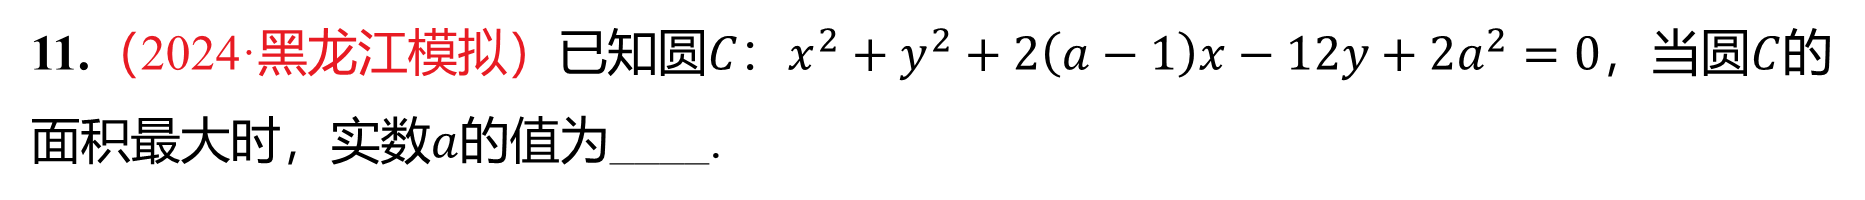 11.（2024·黑龙江模拟）已知圆C：x² + y² + 2(a − 1)x − 12y + 2a² = 0，当圆C的
面积最大时，实数a的值为____.